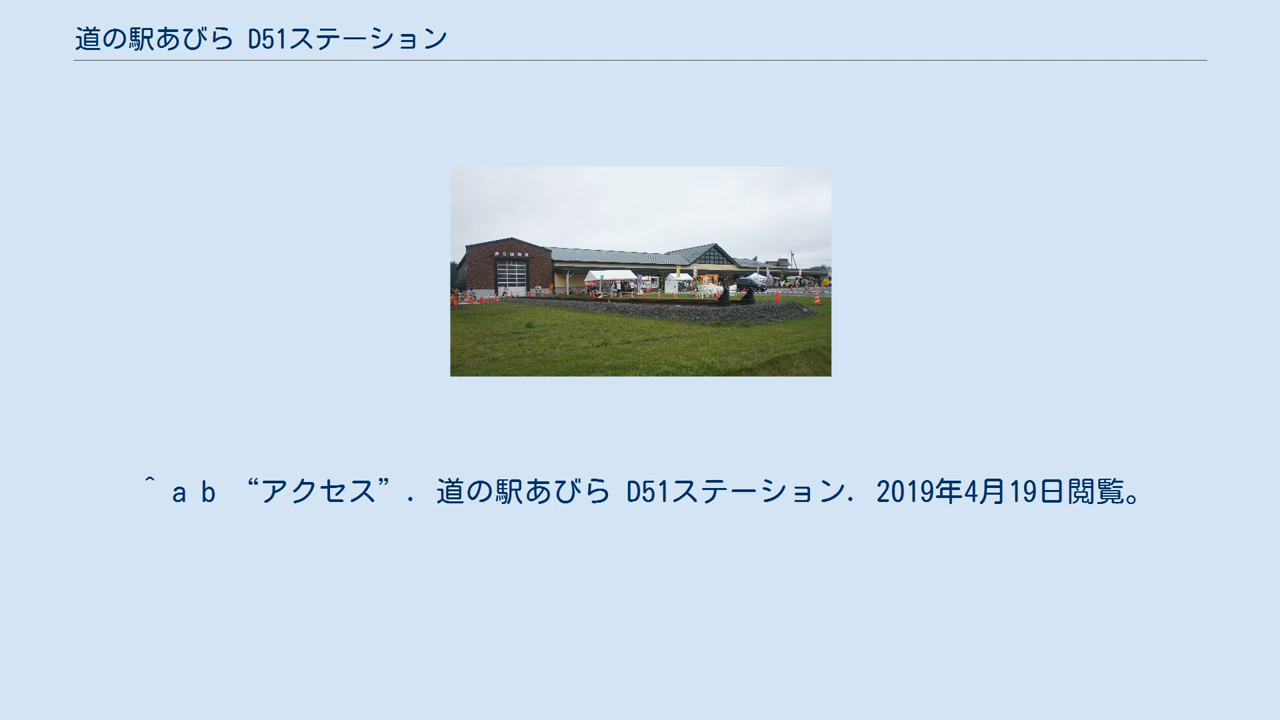 道の駅あびら D51ステーション
^ a b “アクセス”. 道の駅あびら D51ステーション. 2019年4月19日閲覧。